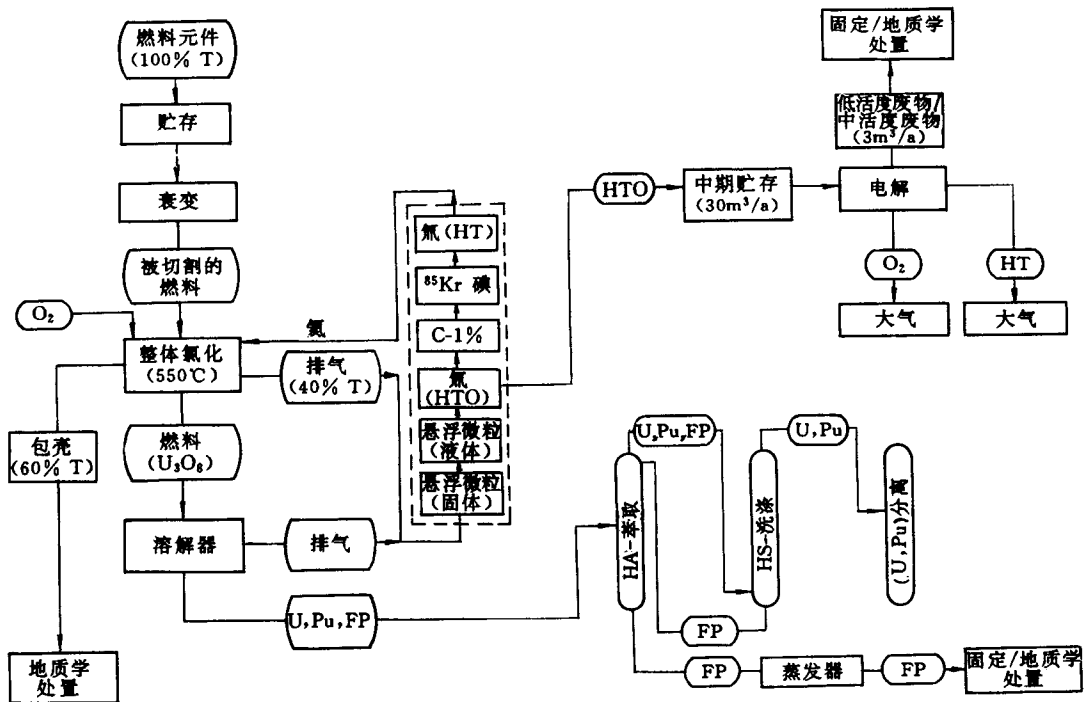 燃料元件
(100% T)
贮存
衰变
被切割的
燃料
O₂
整体氯化
(550℃)
包壳
(60% T)
燃料
(U₃O₈)
溶解器
地质学
处置
氦
排气
(40% T)
排气
U,Pu,FP
氚(HT)
⁸⁵Kr 碘
C-1%
氚
(HTO)
悬浮微粒
(液体)
悬浮微粒
(固体)
HTO
中期贮存
(30m³/a)
电解
低活度废物/
中活度废物
(3m³/a)
固定/地质学
处置
O₂
大气
HT
大气
HA-萃取
U,Pu,FP
HS-洗涤
U,Pu
(U,Pu)分离
FP
FP
蒸发器
FP
固定/地质学
处置